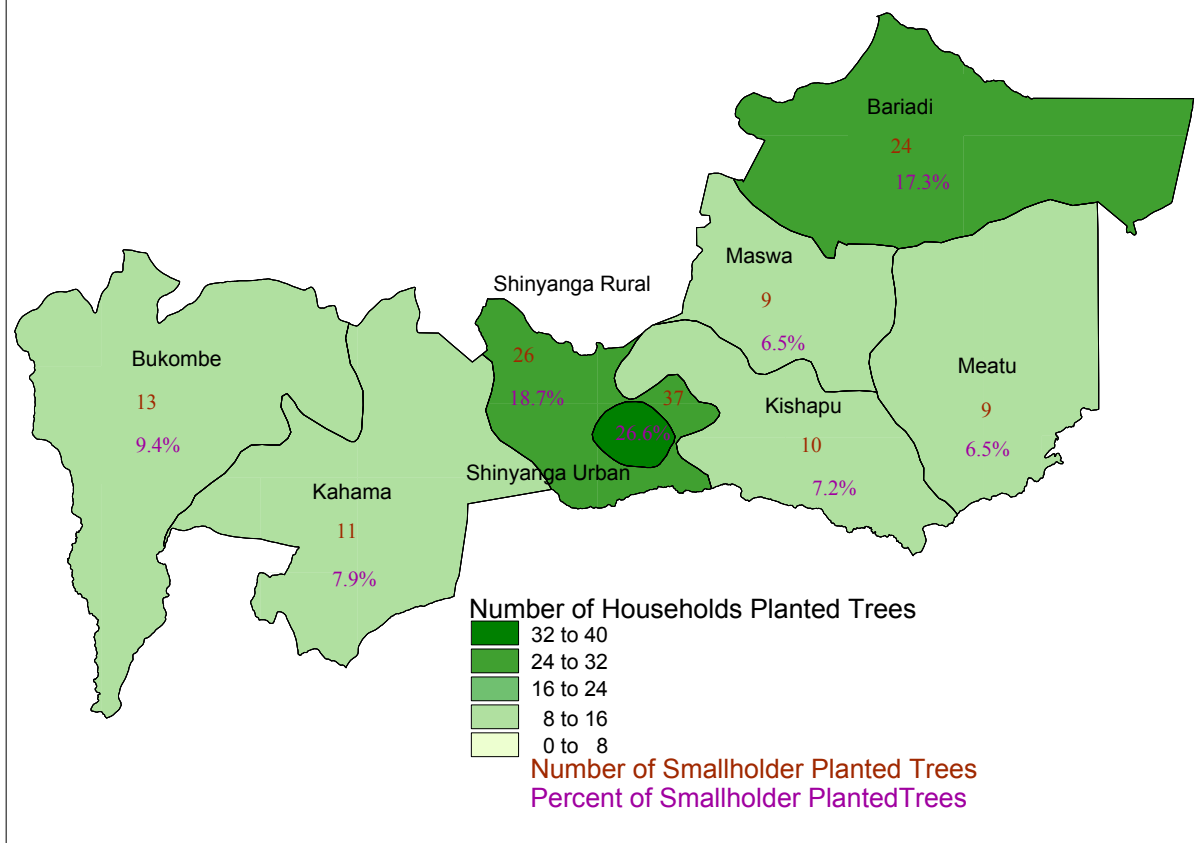 Bariadi
24
17.3%
Maswa
9
6.5%
Shinyanga Rural
26
18.7%
Bukombe
13
9.4%
Meatu
9
6.5%
37
26.6%
Kishapu
10
7.2%
Shinyanga Urban
Kahama
11
7.9%
Number of Households Planted Trees
32 to 40
24 to 32
16 to 24
8 to 16
0 to 8
Number of Smallholder Planted Trees
Percent of Smallholder PlantedTrees